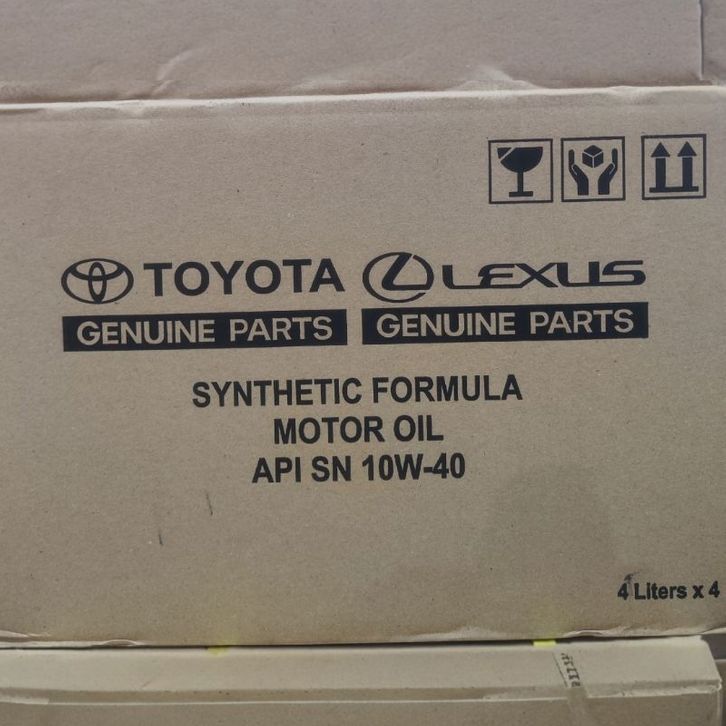 TOYOTA LEXUS
GENUINE PARTS GENUINE PARTS
SYNTHETIC FORMULA
MOTOR OIL
API SN 10W-40
4 Liters x 4